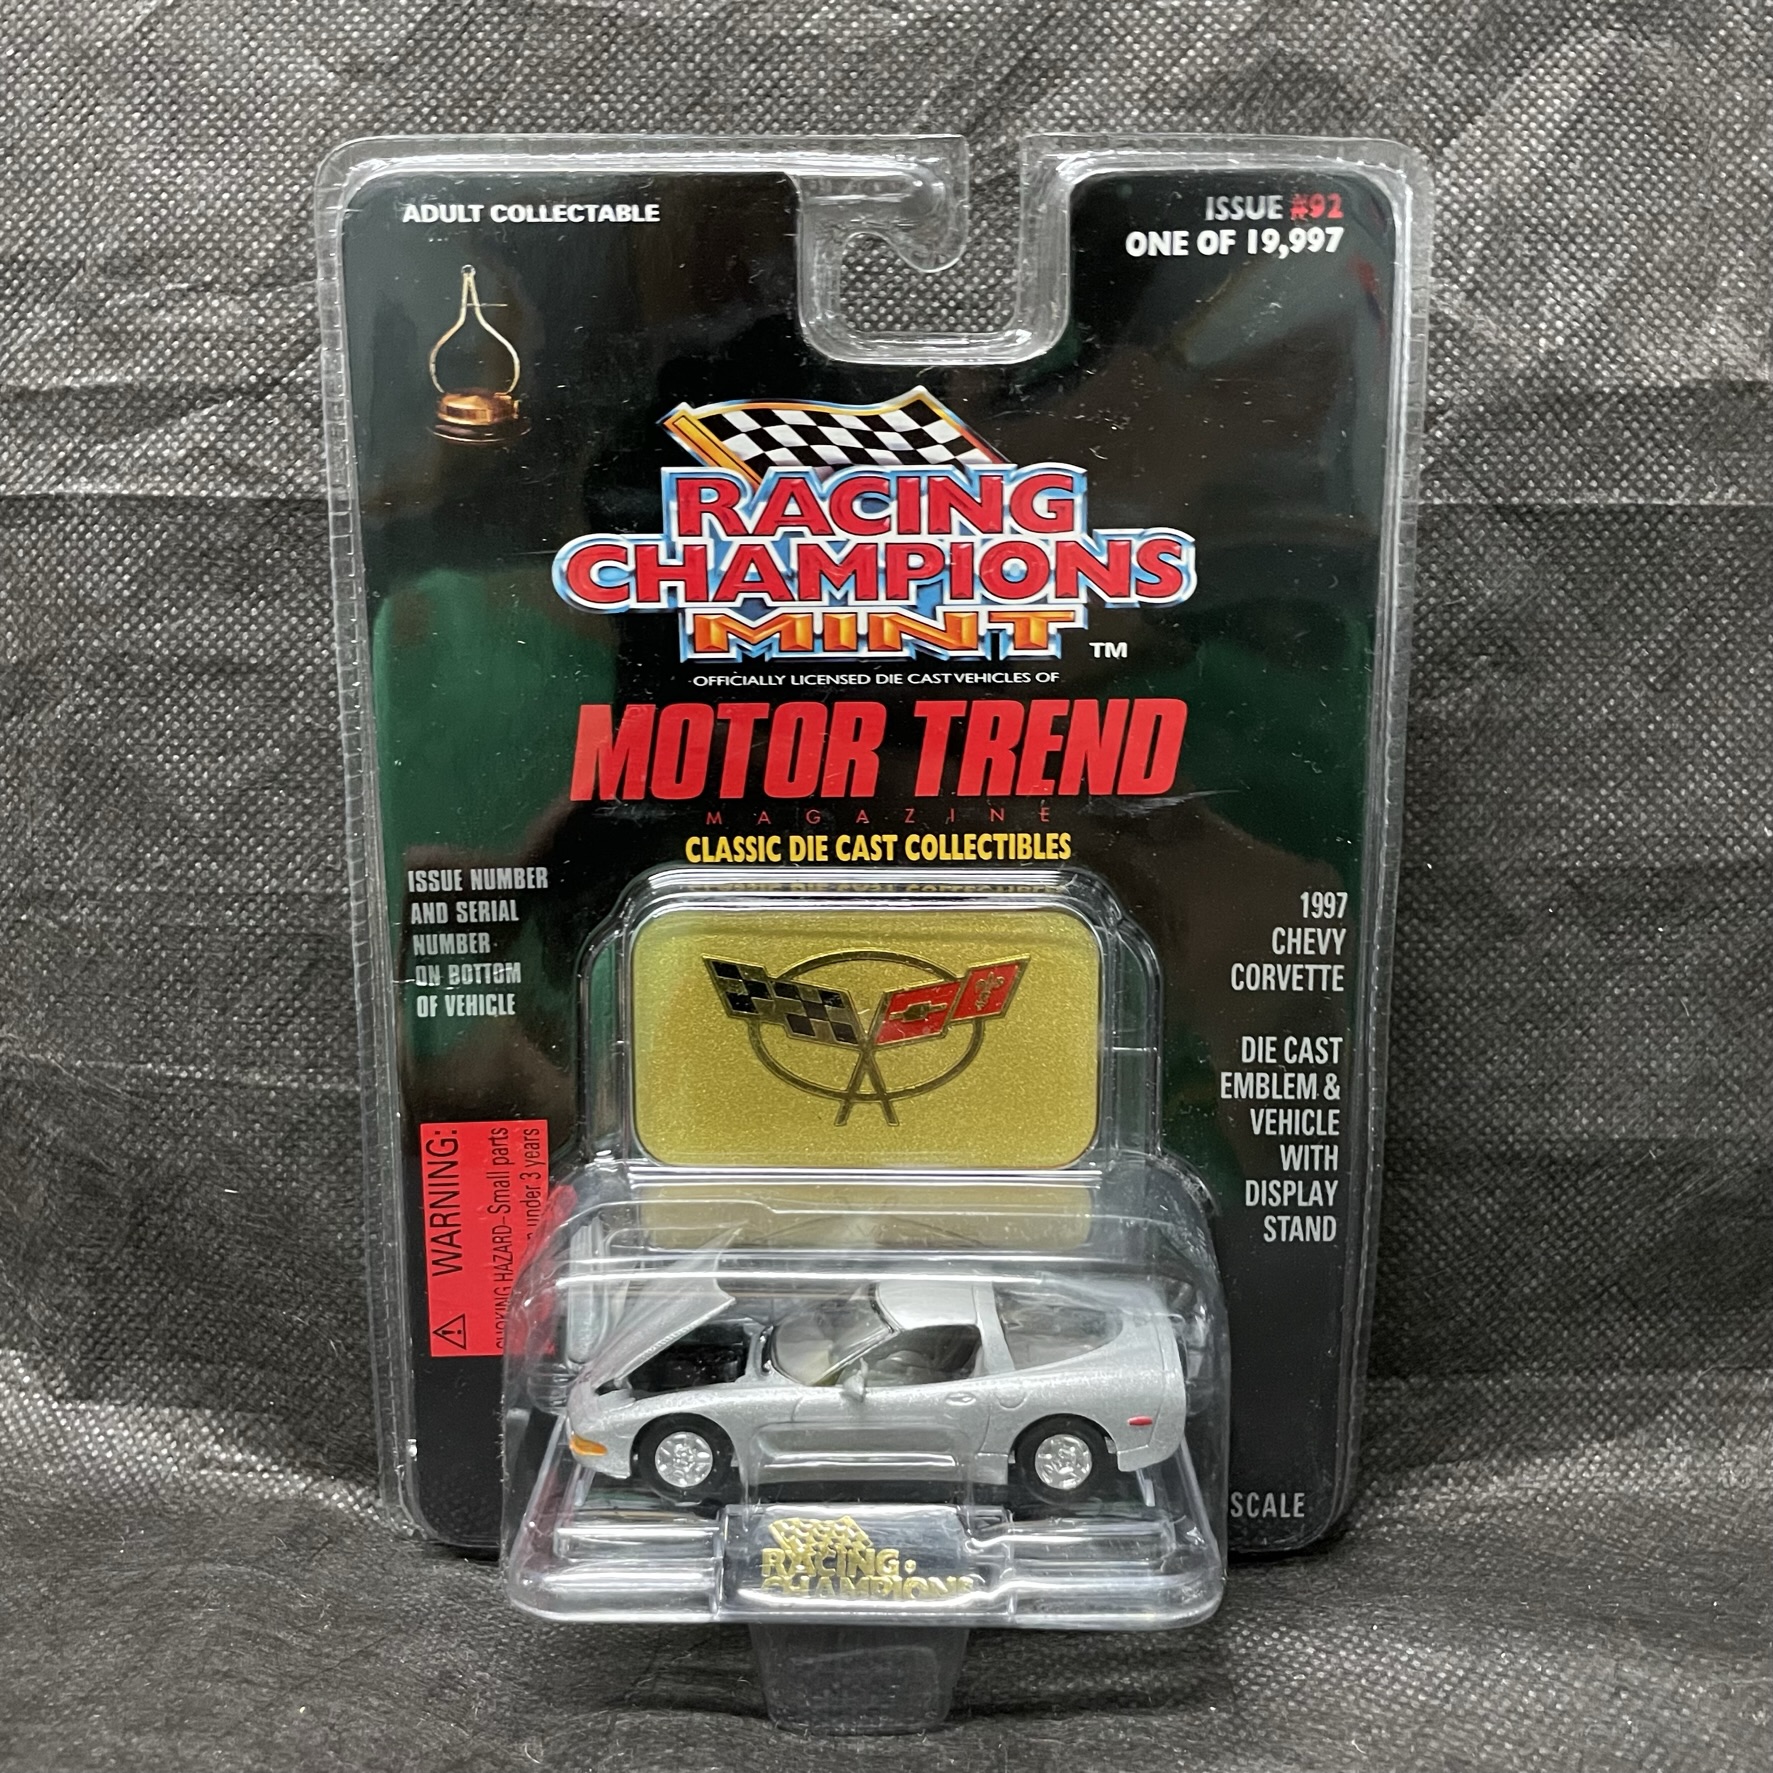 ADULT COLLECTABLE
ISSUE #92
ONE OF 19,997
RACING
CHAMPIONS
MINT
TM
OFFICIALLY LICENSED DIE CAST VEHICLES OF
MOTOR TREND
MAGAZINE
CLASSIC DIE CAST COLLECTIBLES
ISSUE NUMBER
AND SERIAL
NUMBER
ON BOTTOM
OF VEHICLE
1997
CHEVY
CORVETTE
DIE CAST
EMBLEM &
VEHICLE
WITH
DISPLAY
STAND
WARNING:
CHOKING HAZARD-Small parts
under 3 years
SCALE
RACING
CHAMPIONS